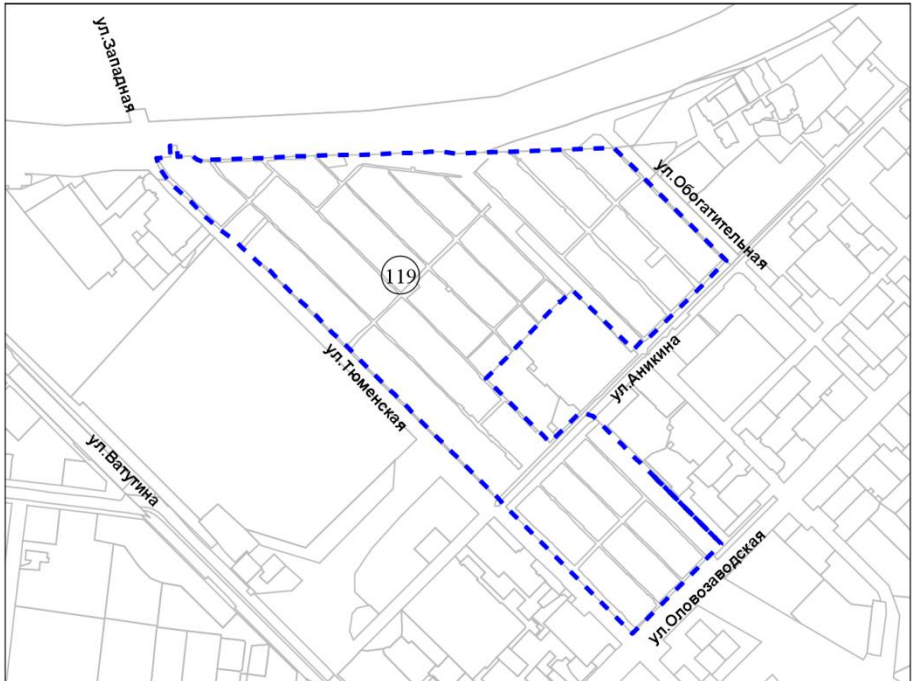 ул.Западная
ул.Обогатительная
119
ул.Аникина
ул.Тюменская
ул.Ватутина
ул.Оловозаводская